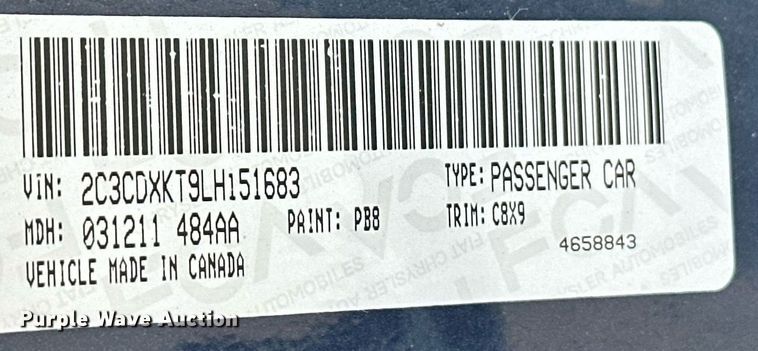 VIN: 2C3CDXKT9LH151683 TYPE: PASSENGER CAR
MDH: 031211 484AA PAINT: PB8 TRIM: C8X9
4658843
VEHICLE MADE IN CANADA
Purple Wave Auction